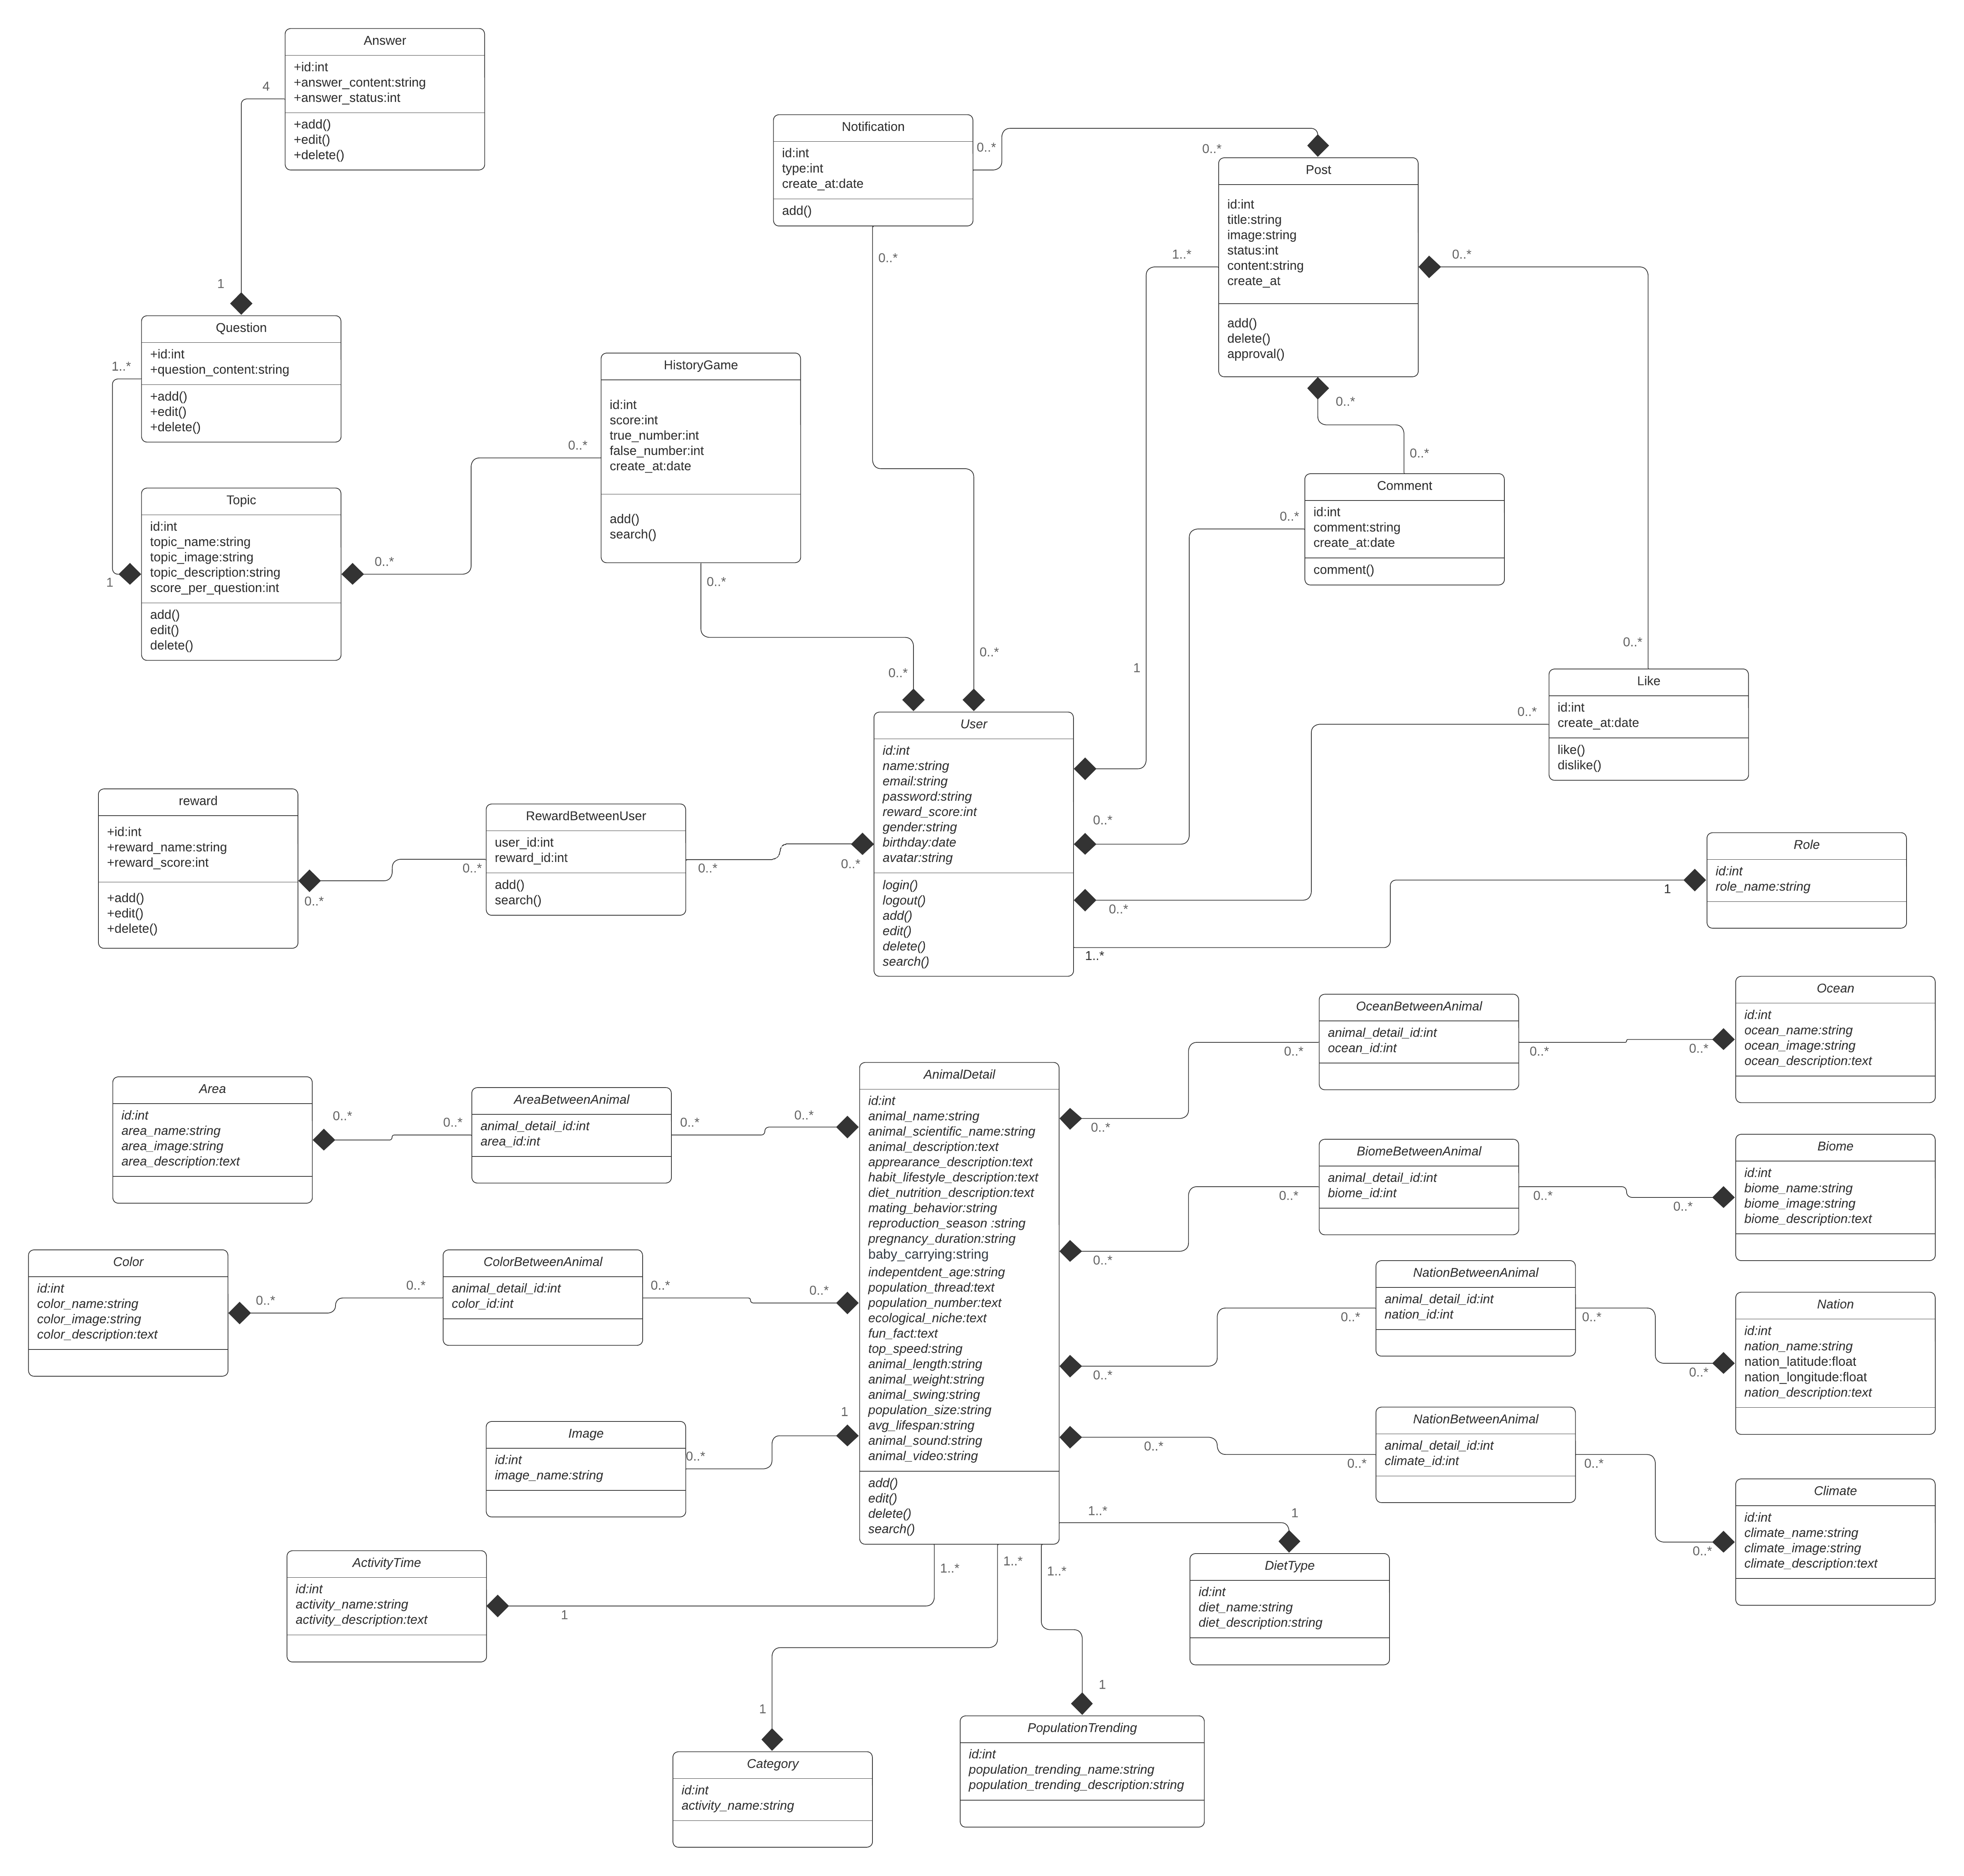 Answer
+id:int
+answer_content:string
+answer_status:int
+add()
+edit()
+delete()
4
1
Question
+id:int
+question_content:string
+add()
+edit()
+delete()
1..*
1
Topic
id:int
topic_name:string
topic_image:string
topic_description:string
score_per_question:int
add()
edit()
delete()
0..*
0..*
HistoryGame
id:int
score:int
true_number:int
false_number:int
create_at:date
add()
search()
0..*
0..*
Notification
id:int
type:int
create_at:date
add()
0..*
0..*
0..*
0..*
Post
id:int
title:string
image:string
status:int
content:string
create_at
add()
delete()
approval()
1..*
1
0..*
0..*
0..*
0..*
Comment
id:int
comment:string
create_at:date
comment()
0..*
0..*
Like
id:int
create_at:date
like()
dislike()
0..*
0..*
User
id:int
name:string
email:string
password:string
reward_score:int
gender:string
birthday:date
avatar:string
login()
logout()
add()
edit()
delete()
search()
1..*
1
Role
id:int
role_name:string
reward
+id:int
+reward_name:string
+reward_score:int
+add()
+edit()
+delete()
0..*
0..*
RewardBetweenUser
user_id:int
reward_id:int
add()
search()
0..*
0..*
Area
id:int
area_name:string
area_image:string
area_description:text
0..*
0..*
AreaBetweenAnimal
animal_detail_id:int
area_id:int
0..*
0..*
Color
id:int
color_name:string
color_image:string
color_description:text
0..*
0..*
ColorBetweenAnimal
animal_detail_id:int
color_id:int
0..*
0..*
Image
id:int
image_name:string
0..*
1
AnimalDetail
id:int
animal_name:string
animal_scientific_name:string
animal_description:text
apprearance_description:text
habit_lifestyle_description:text
diet_nutrition_description:text
mating_behavior:string
reproduction_season :string
pregnancy_duration:string
baby_carrying:string
indepentdent_age:string
population_thread:text
population_number:text
ecological_niche:text
fun_fact:text
top_speed:string
animal_length:string
animal_weight:string
animal_swing:string
population_size:string
avg_lifespan:string
animal_sound:string
animal_video:string
add()
edit()
delete()
search()
0..*
0..*
OceanBetweenAnimal
animal_detail_id:int
ocean_id:int
0..*
0..*
Ocean
id:int
ocean_name:string
ocean_image:string
ocean_description:text
0..*
0..*
BiomeBetweenAnimal
animal_detail_id:int
biome_id:int
0..*
0..*
Biome
id:int
biome_name:string
biome_image:string
biome_description:text
0..*
0..*
NationBetweenAnimal
animal_detail_id:int
nation_id:int
0..*
0..*
Nation
id:int
nation_name:string
nation_latitude:float
nation_longitude:float
nation_description:text
0..*
0..*
NationBetweenAnimal
animal_detail_id:int
climate_id:int
0..*
0..*
Climate
id:int
climate_name:string
climate_image:string
climate_description:text
1..*
1
DietType
id:int
diet_name:string
diet_description:string
ActivityTime
id:int
activity_name:string
activity_description:text
1..*
1
1..*
1
Category
id:int
activity_name:string
1..*
1
PopulationTrending
id:int
population_trending_name:string
population_trending_description:string